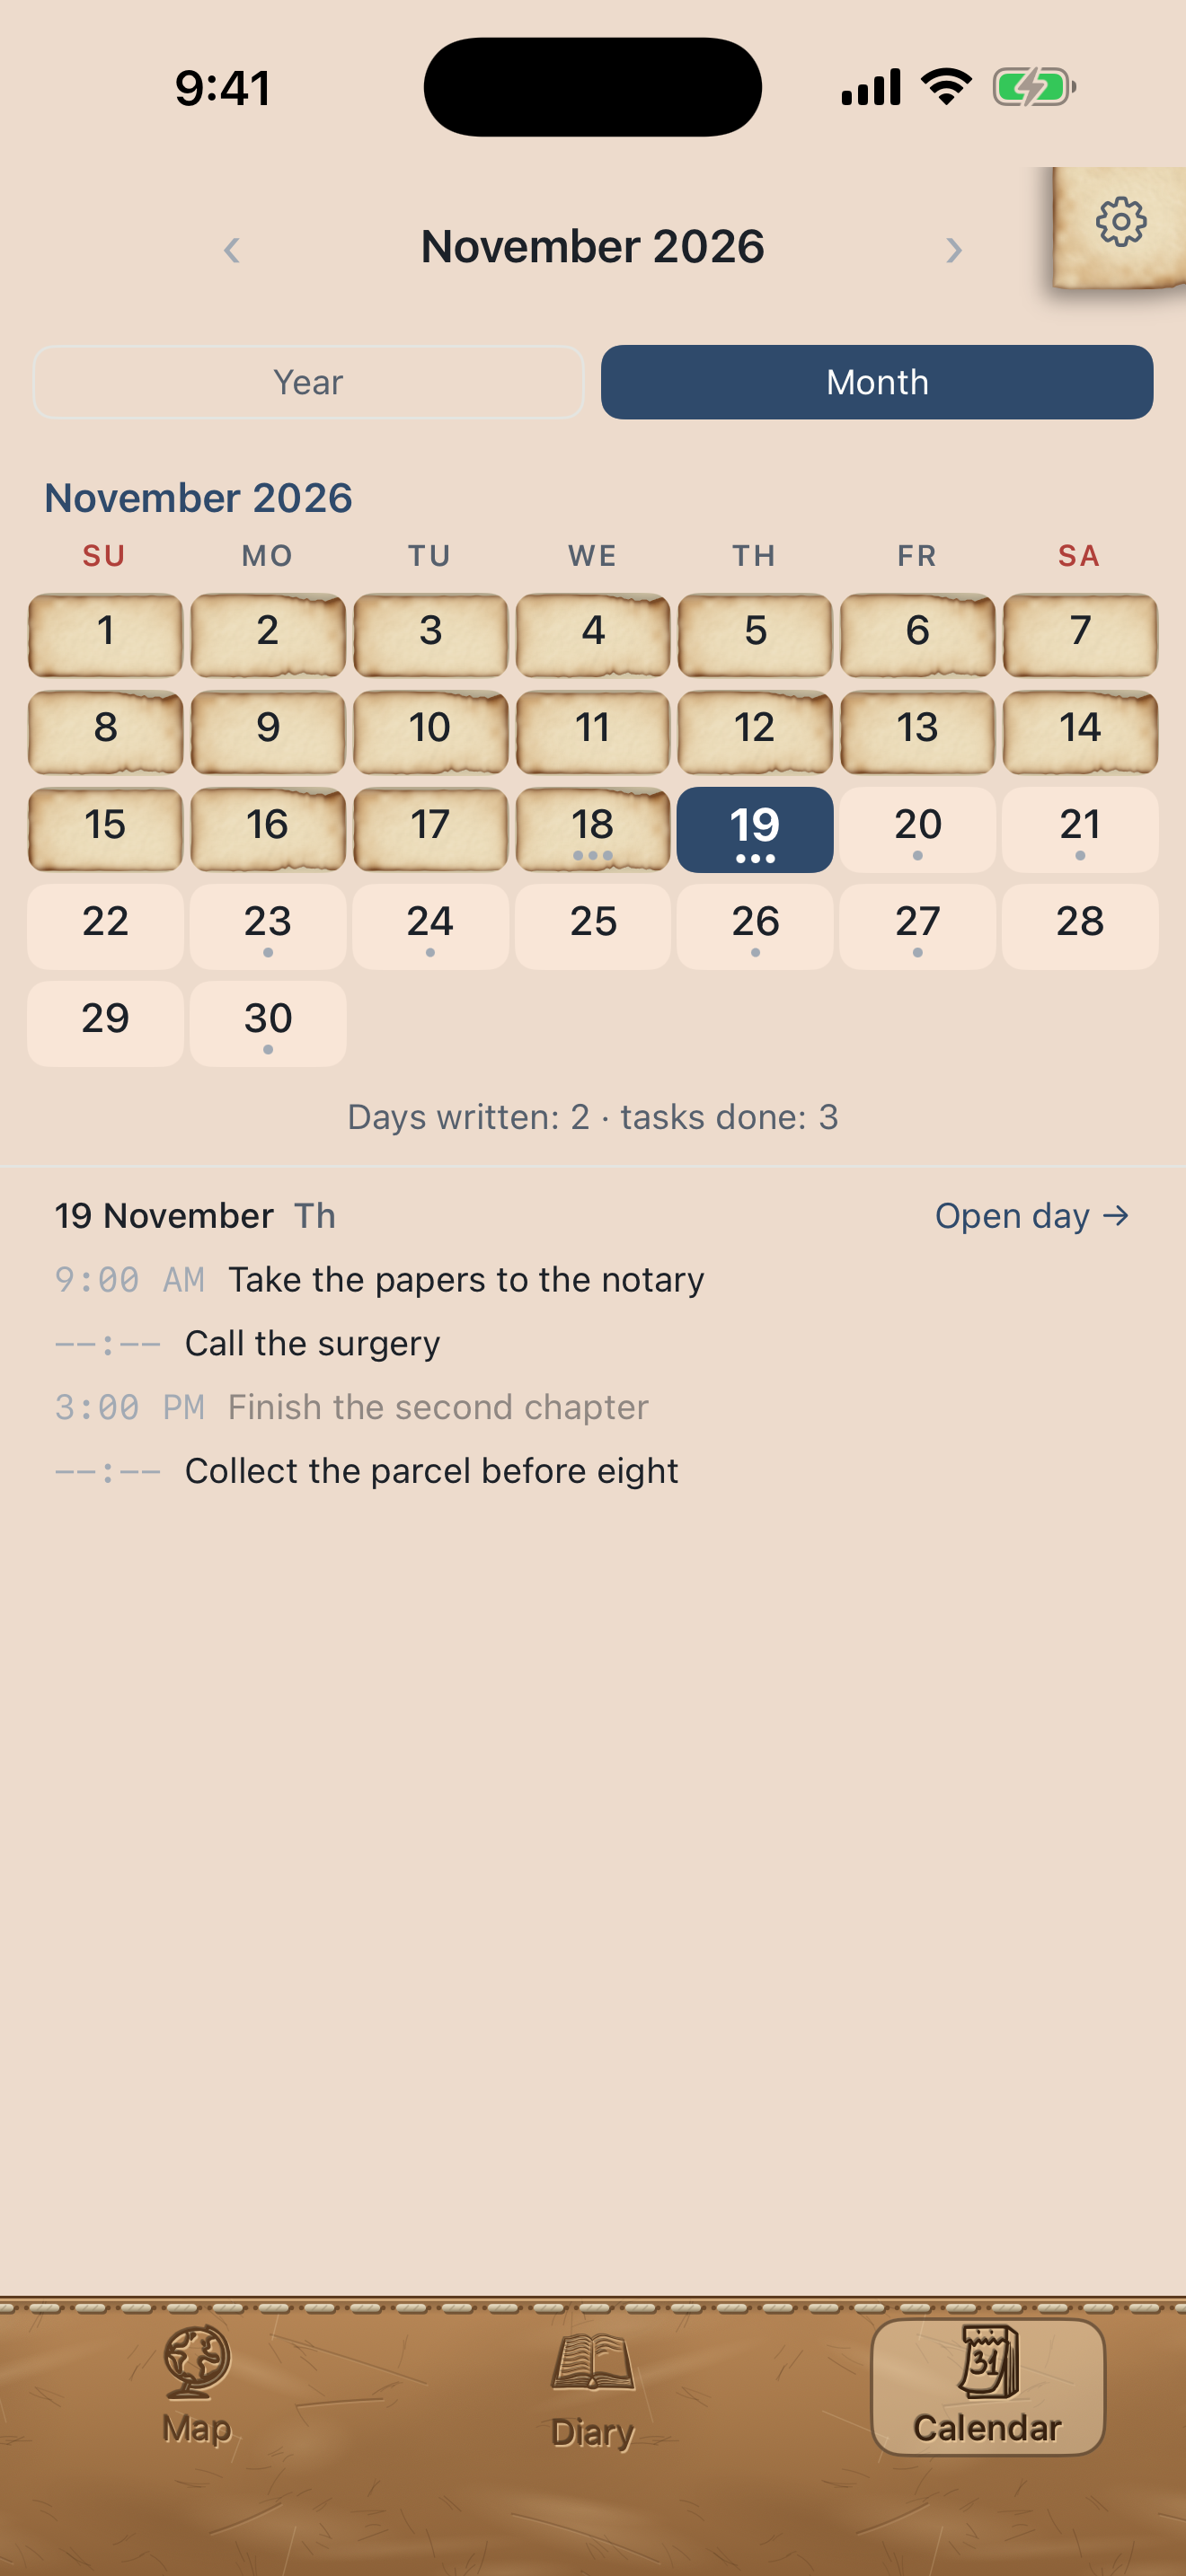 9:41
‹ November 2026 ›
Year Month
November 2026
SU MO TU WE TH FR SA
1 2 3 4 5 6 7
8 9 10 11 12 13 14
15 16 17 18 19 20 21
22 23 24 25 26 27 28
29 30
Days written: 2 · tasks done: 3
19 November Th Open day →
9:00 AM Take the papers to the notary
--:-- Call the surgery
3:00 PM Finish the second chapter
--:-- Collect the parcel before eight
31
Map Diary Calendar